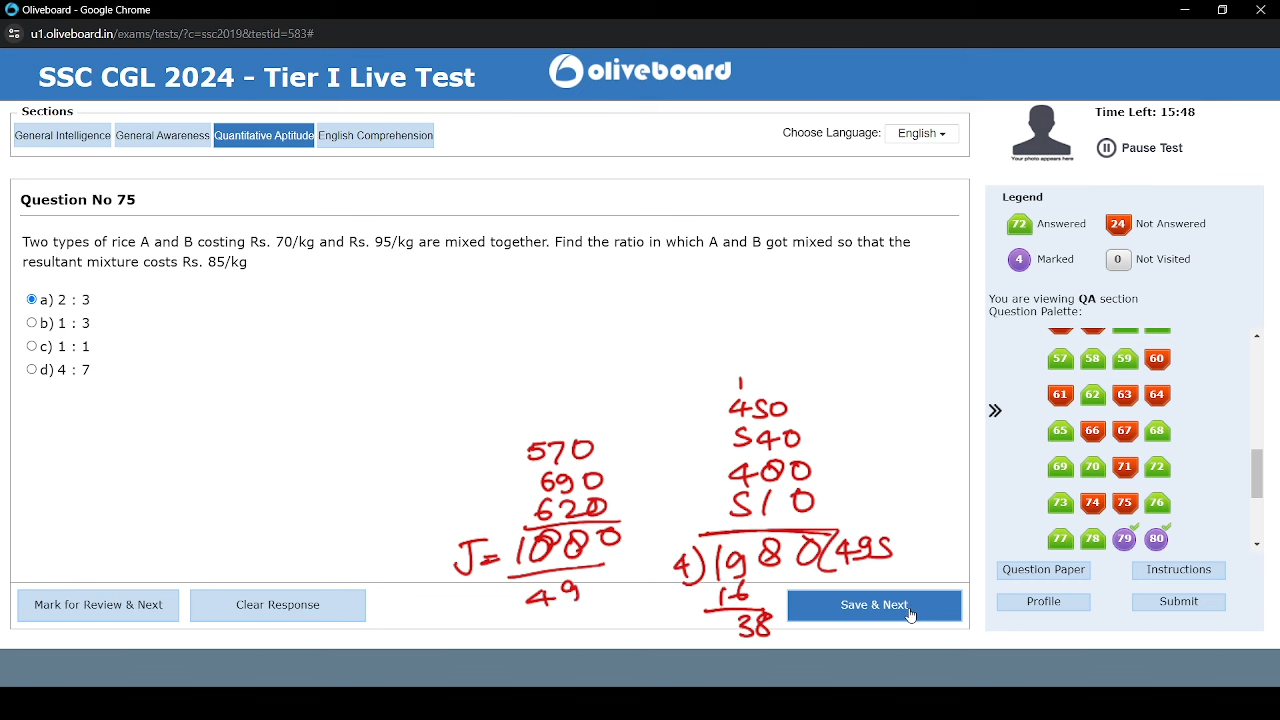 Oliveboard - Google Chrome
u1.oliveboard.in/exams/tests/?c=ssc2019&testid=583#
SSC CGL 2024 - Tier I Live Test
oliveboard
Sections
General Intelligence General Awareness Quantitative Aptitude English Comprehension
Choose Language: English
Your photo appears here
Time Left: 15:48
Pause Test
Question No 75
Two types of rice A and B costing Rs. 70/kg and Rs. 95/kg are mixed together. Find the ratio in which A and B got mixed so that the
resultant mixture costs Rs. 85/kg
a) 2 : 3
b) 1 : 3
c) 1 : 1
d) 4 : 7
570
690
620
J=
49
1
450
540
400
510
4)1980(495
16
38
Mark for Review & Next
Clear Response
Save & Next
Legend
72 Answered 24 Not Answered
4 Marked 0 Not Visited
You are viewing QA section
Question Palette:
57 58 59 60
61 62 63 64
65 66 67 68
69 70 71 72
73 74 75 76
77 78 79 80
Question Paper Instructions
Profile Submit